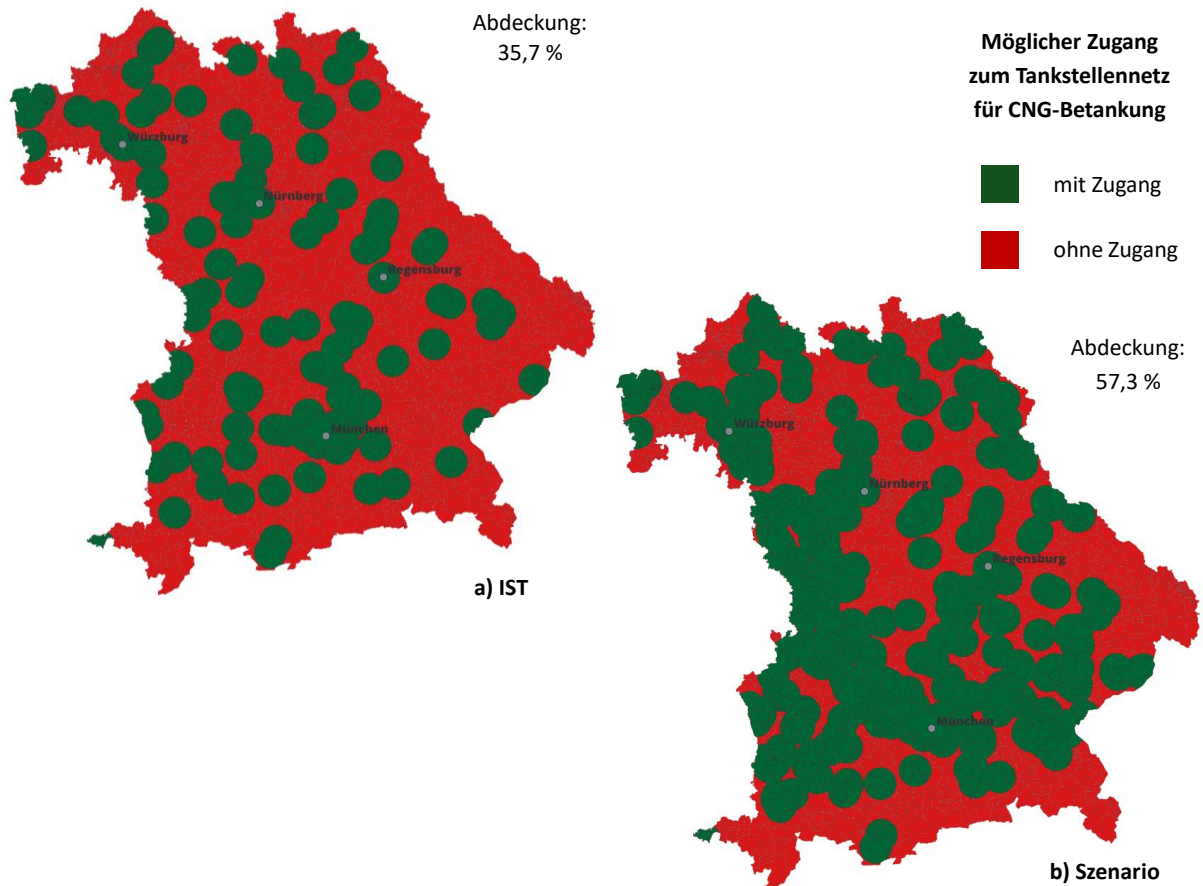 Abdeckung:
35,7 %
Möglicher Zugang
zum Tankstellennetz
für CNG-Betankung
mit Zugang
ohne Zugang
Würzburg
Nürnberg
Regensburg
München
a) IST
Abdeckung:
57,3 %
Würzburg
Nürnberg
Regensburg
München
b) Szenario